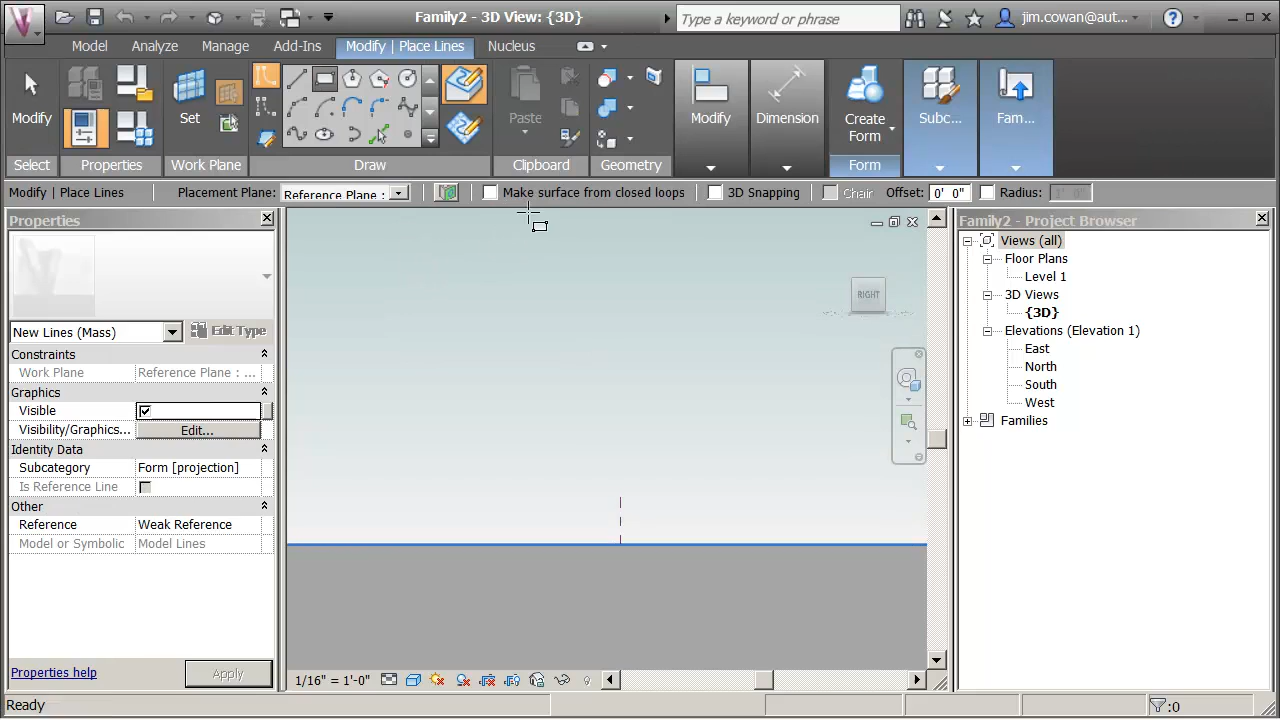 Family2 - 3D View: {3D}
Type a keyword or phrase
jim.cowan@aut...
Model
Analyze
Manage
Add-Ins
Modify | Place Lines
Nucleus
Modify
Set
Paste
Modify
Dimension
Create
Form
Subc...
Fam...
Select
Properties
Work Plane
Draw
Clipboard
Geometry
Form
Modify | Place Lines
Placement Plane:
Reference Plane :
Make surface from closed loops
3D Snapping
Chair
Offset:
0' 0"
Radius:
1' 0"
Properties
New Lines (Mass)
Edit Type
Constraints
Work Plane
Reference Plane : ...
Graphics
Visible
Visibility/Graphics...
Edit...
Identity Data
Subcategory
Form [projection]
Is Reference Line
Other
Reference
Weak Reference
Model or Symbolic
Model Lines
Properties help
Apply
RIGHT
1/16" = 1'-0"
Family2 - Project Browser
Views (all)
Floor Plans
Level 1
3D Views
{3D}
Elevations (Elevation 1)
East
North
South
West
Families
Ready
:0